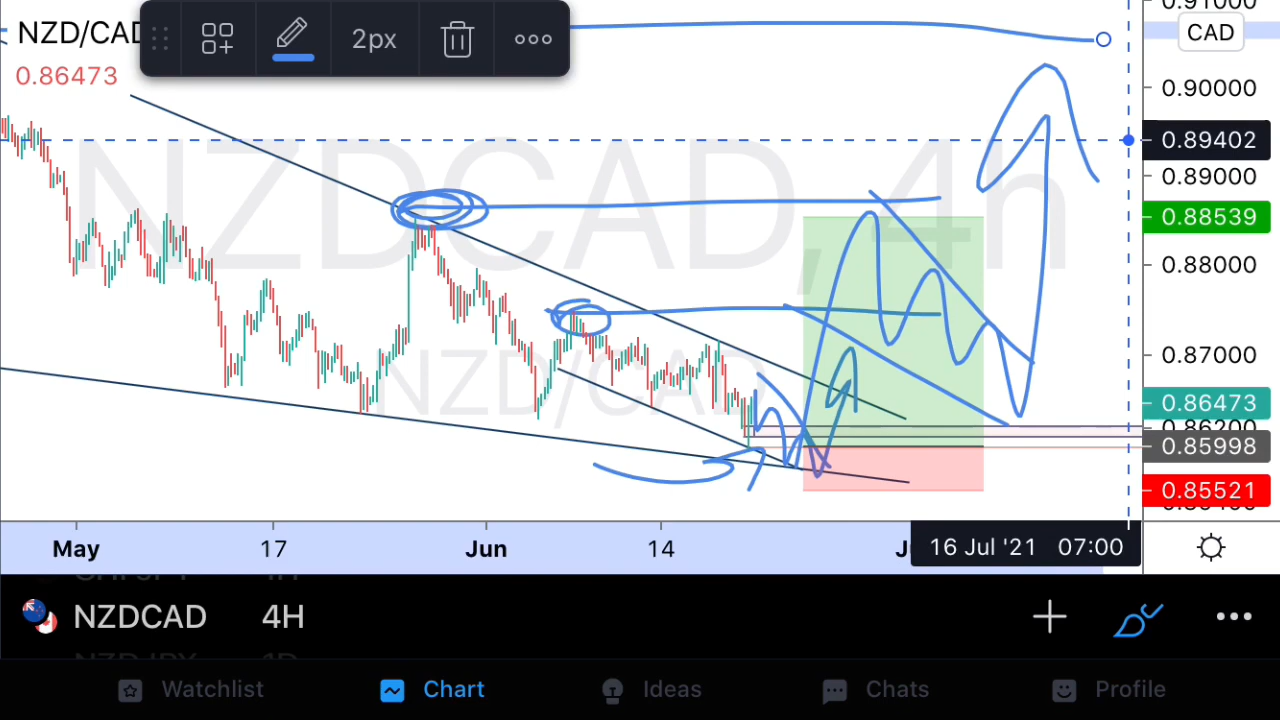 0.91000
NZD/CAD
2px
CAD
0.86473
0.90000
0.89402
NZDCAD, 4h
0.89000
0.88539
0.88000
NZD/CAD
0.87000
0.86473
0.86200
0.85998
0.85521
May 17 Jun 14 16 Jul '21 07:00
NZDCAD 4H
Watchlist Chart Ideas Chats Profile